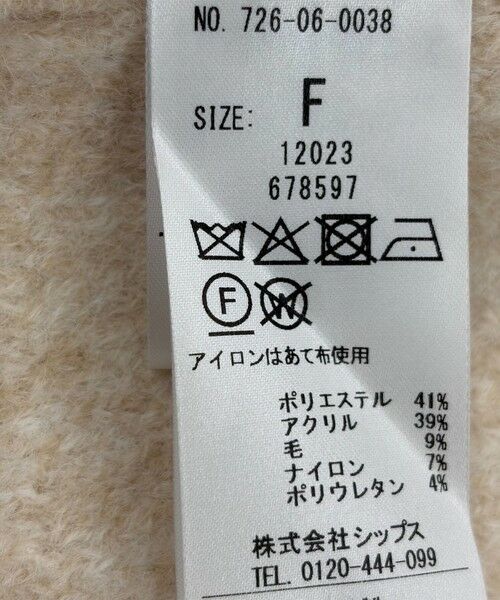 NO. 726-06-0038
SIZE: F
12023
678597
F W
アイロンはあて布使用
ポリエステル 41%
アクリル 39%
毛 9%
ナイロン 7%
ポリウレタン 4%
株式会社シップス
TEL. 0120-444-099